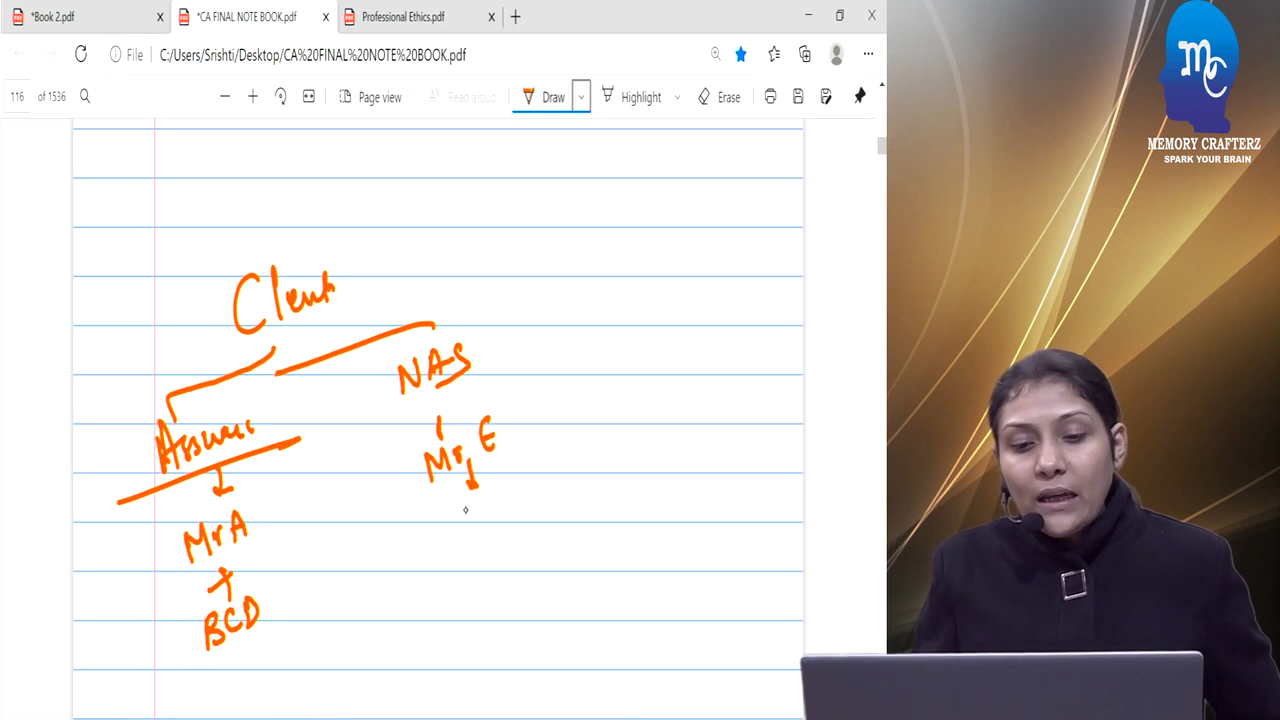 *Book 2.pdf
*CA FINAL NOTE BOOK.pdf
Professional Ethics.pdf
File
C:/Users/Srishti/Desktop/CA%20FINAL%20NOTE%20BOOK.pdf
116 of 1536
Page view
Read aloud
Draw
Highlight
Erase
MC
MEMORY CRAFTERZ
SPARK YOUR BRAIN
Client
NAS
Mr E
Mr A
+
BCD